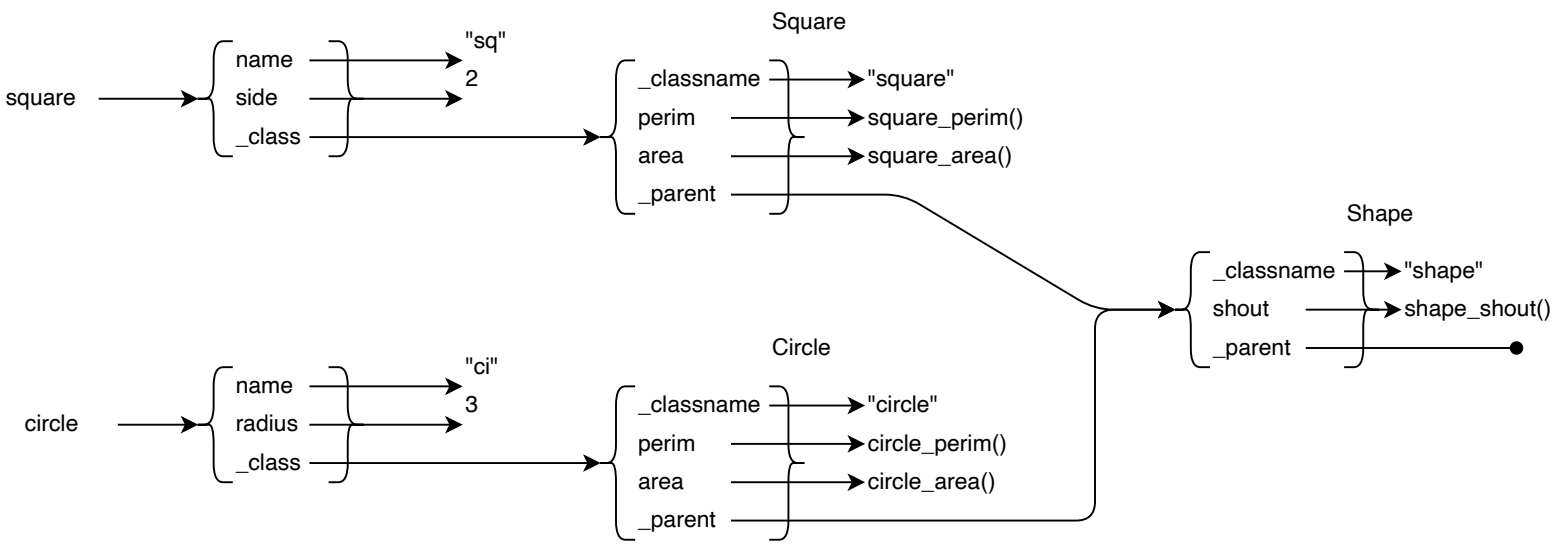 Square
"sq"
name
2
side
square
_class
_classname
"square"
perim
square_perim()
area
square_area()
_parent
Shape
_classname
"shape"
shout
shape_shout()
_parent
Circle
"ci"
name
3
radius
circle
_class
_classname
"circle"
perim
circle_perim()
area
circle_area()
_parent